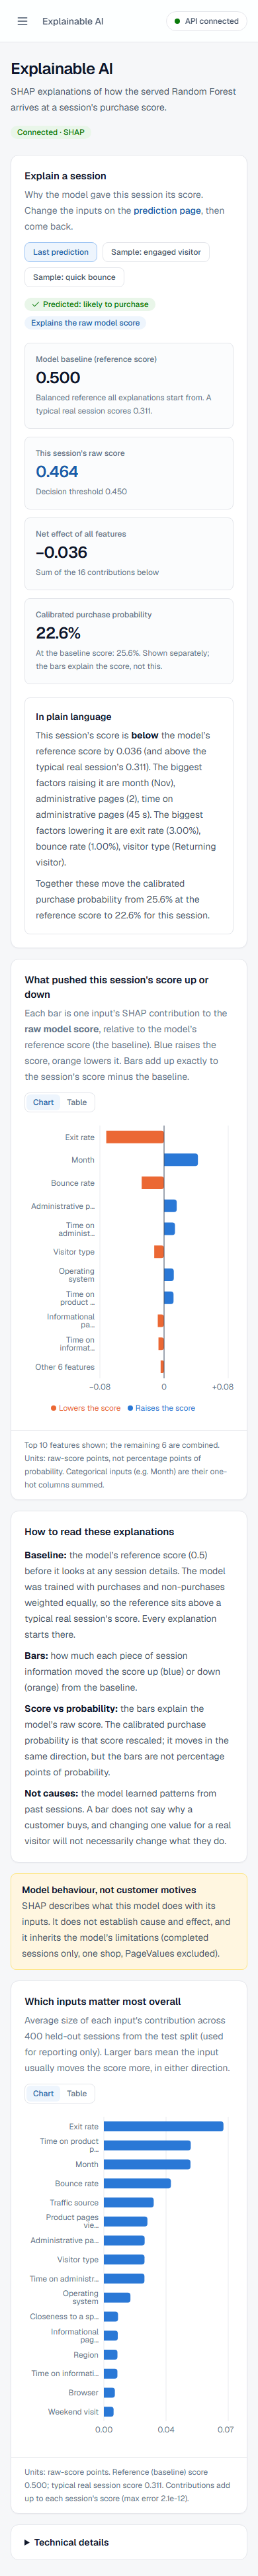 Explainable AI
API connected
Explainable AI
SHAP explanations of how the served Random Forest
arrives at a session's purchase score.
Connected · SHAP
Explain a session
Why the model gave this session its score.
Change the inputs on the prediction page, then
come back.
Last prediction
Sample: engaged visitor
Sample: quick bounce
Predicted: likely to purchase
Explains the raw model score
Model baseline (reference score)
0.500
Balanced reference all explanations start from. A
typical real session scores 0.311.
This session's raw score
0.464
Decision threshold 0.450
Net effect of all features
−0.036
Sum of the 16 contributions below
Calibrated purchase probability
22.6%
At the baseline score: 25.6%. Shown separately;
the bars explain the score, not this.
In plain language
This session's score is below the model's
reference score by 0.036 (and above the
typical real session's 0.311). The biggest
factors raising it are month (Nov),
administrative pages (2), time on
administrative pages (45 s). The biggest
factors lowering it are exit rate (3.00%),
bounce rate (1.00%), visitor type (Returning
visitor).
Together these move the calibrated
purchase probability from 25.6% at the
reference score to 22.6% for this session.
What pushed this session's score up or
down
Each bar is one input's SHAP contribution to the
raw model score, relative to the model's
reference score (the baseline). Blue raises the
score, orange lowers it. Bars add up exactly to
the session's score minus the baseline.
Chart
Table
Exit rate
Month
Bounce rate
Administrative p...
Time on
administ...
Visitor type
Operating
system
Time on
product ...
Informational
pa...
Time on
informat...
Other 6 features
−0.08
0
+0.08
Lowers the score
Raises the score
Top 10 features shown; the remaining 6 are combined.
Units: raw-score points, not percentage points of
probability. Categorical inputs (e.g. Month) are their one-
hot columns summed.
How to read these explanations
Baseline: the model's reference score (0.5)
before it looks at any session details. The model
was trained with purchases and non-purchases
weighted equally, so the reference sits above a
typical real session's score. Every explanation
starts there.
Bars: how much each piece of session
information moved the score up (blue) or down
(orange) from the baseline.
Score vs probability: the bars explain the
model's raw score. The calibrated purchase
probability is that score rescaled; it moves in the
same direction, but the bars are not percentage
points of probability.
Not causes: the model learned patterns from
past sessions. A bar does not say why a
customer buys, and changing one value for a real
visitor will not necessarily change what they do.
Model behaviour, not customer motives
SHAP describes what this model does with its
inputs. It does not establish cause and effect, and
it inherits the model's limitations (completed
sessions only, one shop, PageValues excluded).
Which inputs matter most overall
Average size of each input's contribution across
400 held-out sessions from the test split (used
for reporting only). Larger bars mean the input
usually moves the score more, in either direction.
Chart
Table
Exit rate
Time on product
p...
Month
Bounce rate
Traffic source
Product pages
vie...
Administrative pa...
Visitor type
Time on administr...
Operating
system
Closeness to a sp...
Informational
pag...
Region
Time on informati...
Browser
Weekend visit
0.00
0.04
0.07
Units: raw-score points. Reference (baseline) score
0.500; typical real session score 0.311. Contributions add
up to each session's score (max error 2.1e-12).
Technical details